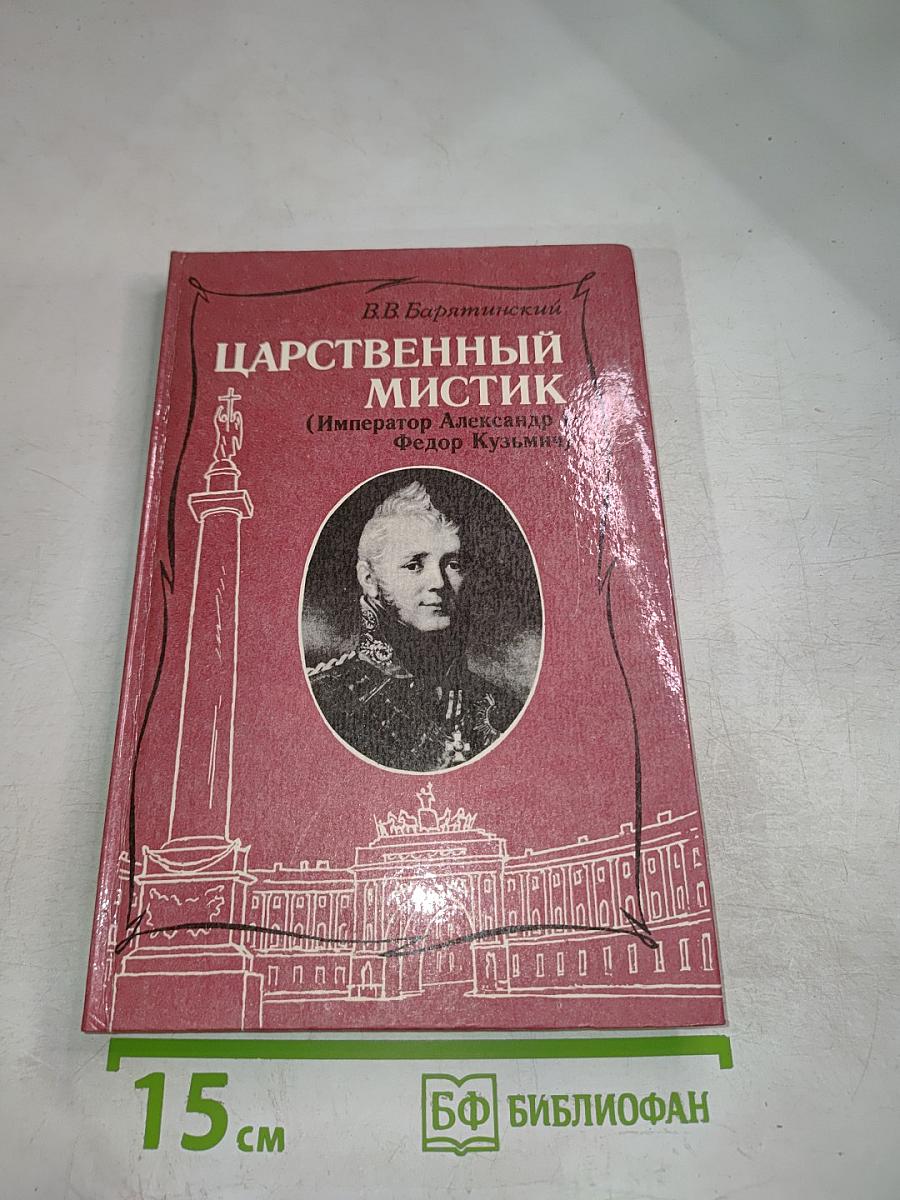 В.В.Барятинский
ЦАРСТВЕННЫЙ
МИСТИК
(Император Александр
Федор Кузьмич)
15 см
БФ БИБЛИОФАН